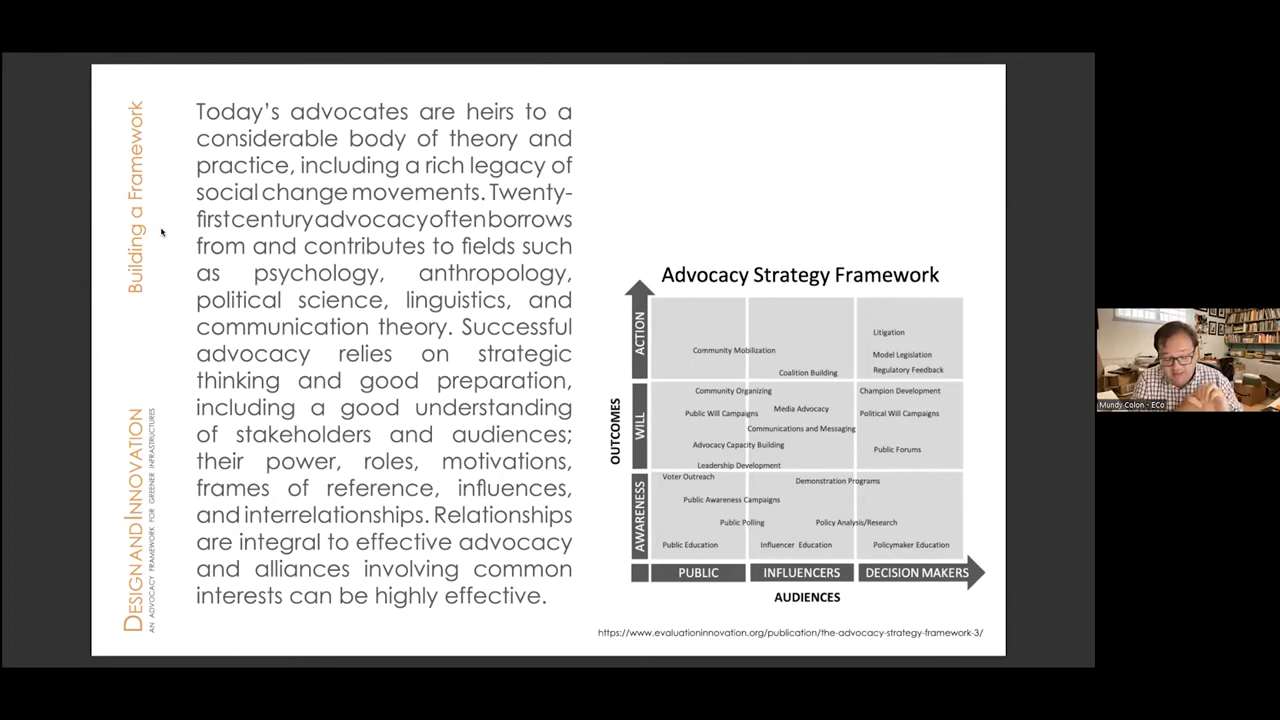 Building a Framework
DESIGNANDINNOVATION
AN ADVOCACY FRAMEWORK FOR GREENER INFRASTRUCTURES
Today's advocates are heirs to a
considerable body of theory and
practice, including a rich legacy of
social change movements. Twenty-
first century advocacy often borrows
from and contributes to fields such
as psychology, anthropology,
political science, linguistics, and
communication theory. Successful
advocacy relies on strategic
thinking and good preparation,
including a good understanding
of stakeholders and audiences;
their power, roles, motivations,
frames of reference, influences,
and interrelationships. Relationships
are integral to effective advocacy
and alliances involving common
interests can be highly effective.
Advocacy Strategy Framework
OUTCOMES
ACTION
Litigation
Community Mobilization
Model Legislation
Coalition Building
Regulatory Feedback
WILL
Community Organizing
Champion Development
Public Will Campaigns
Media Advocacy
Political Will Campaigns
Communications and Messaging
Advocacy Capacity Building
Public Forums
Leadership Development
AWARENESS
Voter Outreach
Demonstration Programs
Public Awareness Campaigns
Public Polling
Policy Analysis/Research
Public Education
Influencer Education
Policymaker Education
PUBLIC
INFLUENCERS
DECISION MAKERS
AUDIENCES
https://www.evaluationinnovation.org/publication/the-advocacy-strategy-framework-3/
Mundy Colon - ECo